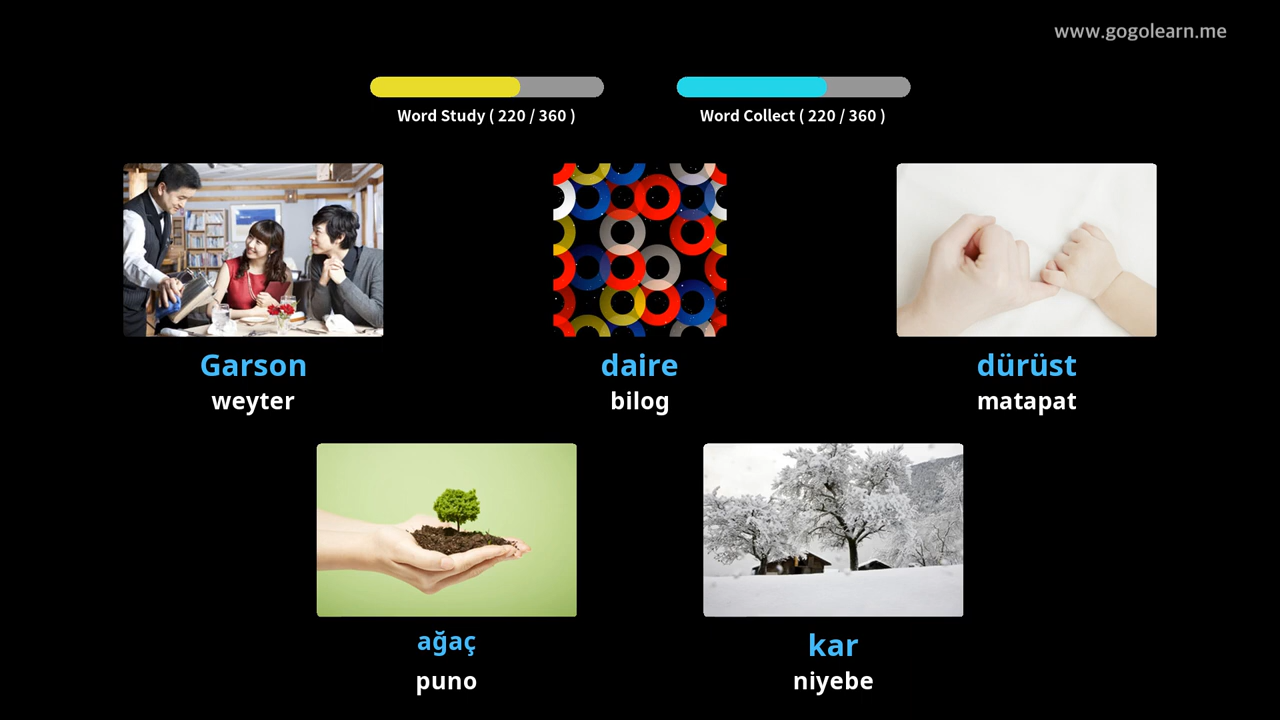 www.gogolearn.me
Word Study ( 220 / 360 )
Word Collect ( 220 / 360 )
Garson
weyter
daire
bilog
dürüst
matapat
ağaç
puno
kar
niyebe